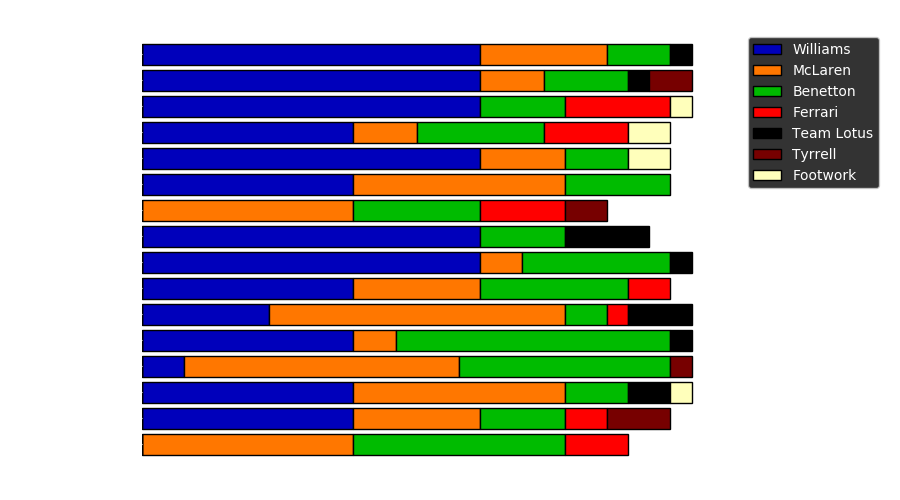 Williams
McLaren
Benetton
Ferrari
Team Lotus
Tyrrell
Footwork